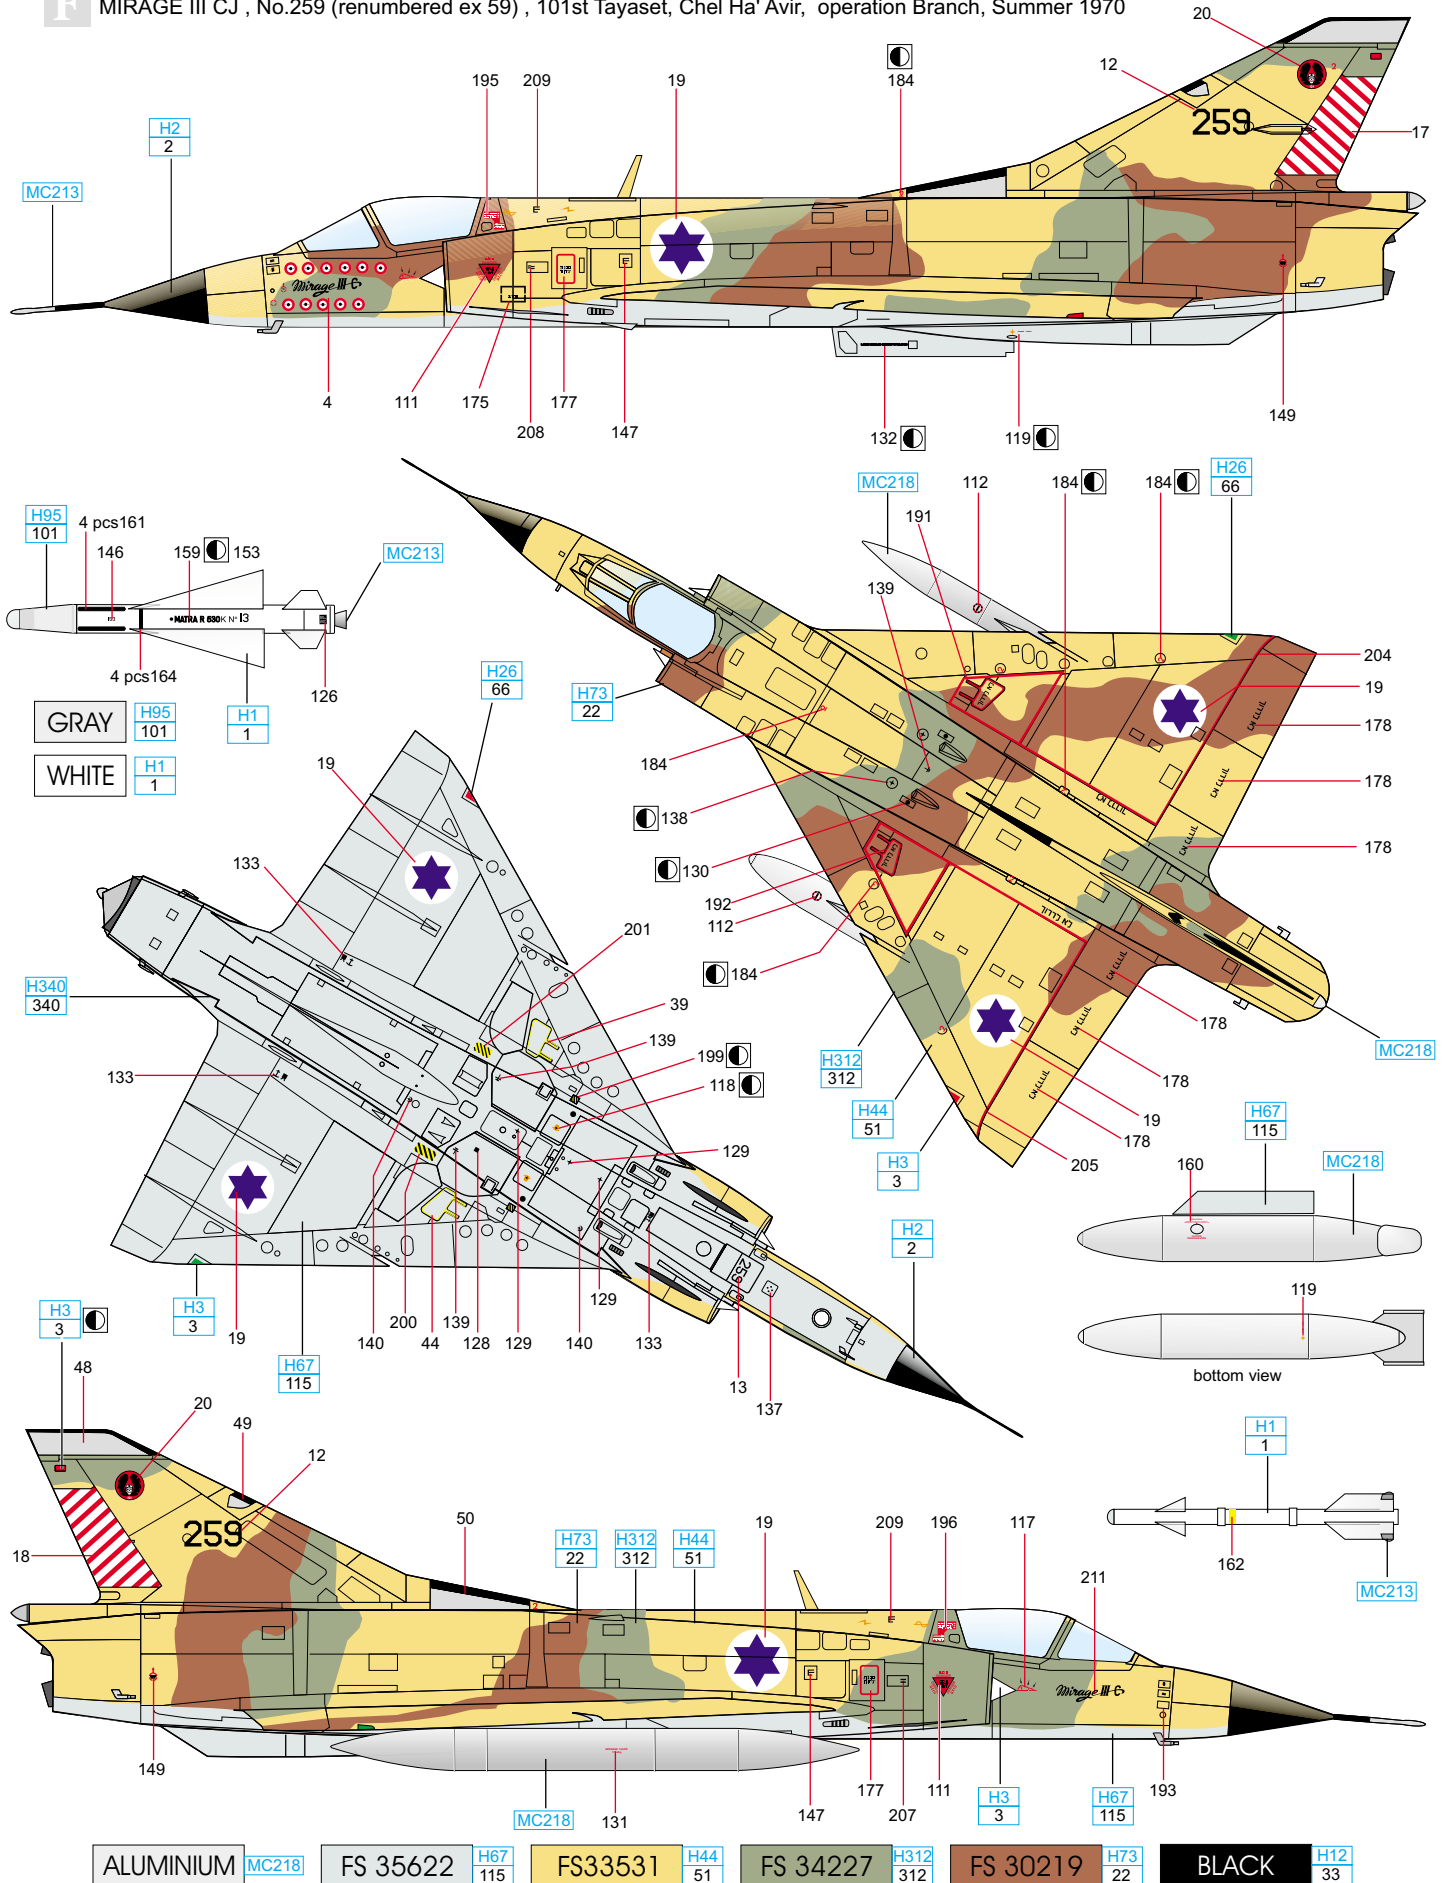 F MIRAGE III CJ , No.259 (renumbered ex 59) , 101st Tayaset, Chel Ha' Avir, operation Branch, Summer 1970
20
195 209 19 184 12
259
17
H2
2
MC213
Mirage III C
4 111 175 208 177 147 132 119 149
MC218 112 184 184 H26
66
191
H95
101
4 pcs161
146 159 153
MC213
139
MATRA R 530K N° 13
4 pcs164
126
H26
66
204
19
GRAY H95
101
H1
1
H73
22
178
WHITE H1
1
19
184
178
138
178
133
130
192
112
201
184
H340
340
39
139
178
199
MC218
133
118
H312
312
178
H44
51
19
H67
115
178
129
205
160 MC218
H3
3
H2
2
259
119
H3
3
H3
3
19
140 200 44 139 128 129 140 129 133
H67
115
bottom view
48
13
137
20 49
H1
1
12
259
50
H73
22
H312
312
H44
51
19 209 196 117
18
162
211
MC213
Mirage III C
149
MC218
131
147
177
207
111
H3
3
H67
115
193
ALUMINIUM MC218
FS 35622 H67
115
FS33531 H44
51
FS 34227 H312
312
FS 30219 H73
22
BLACK H12
33